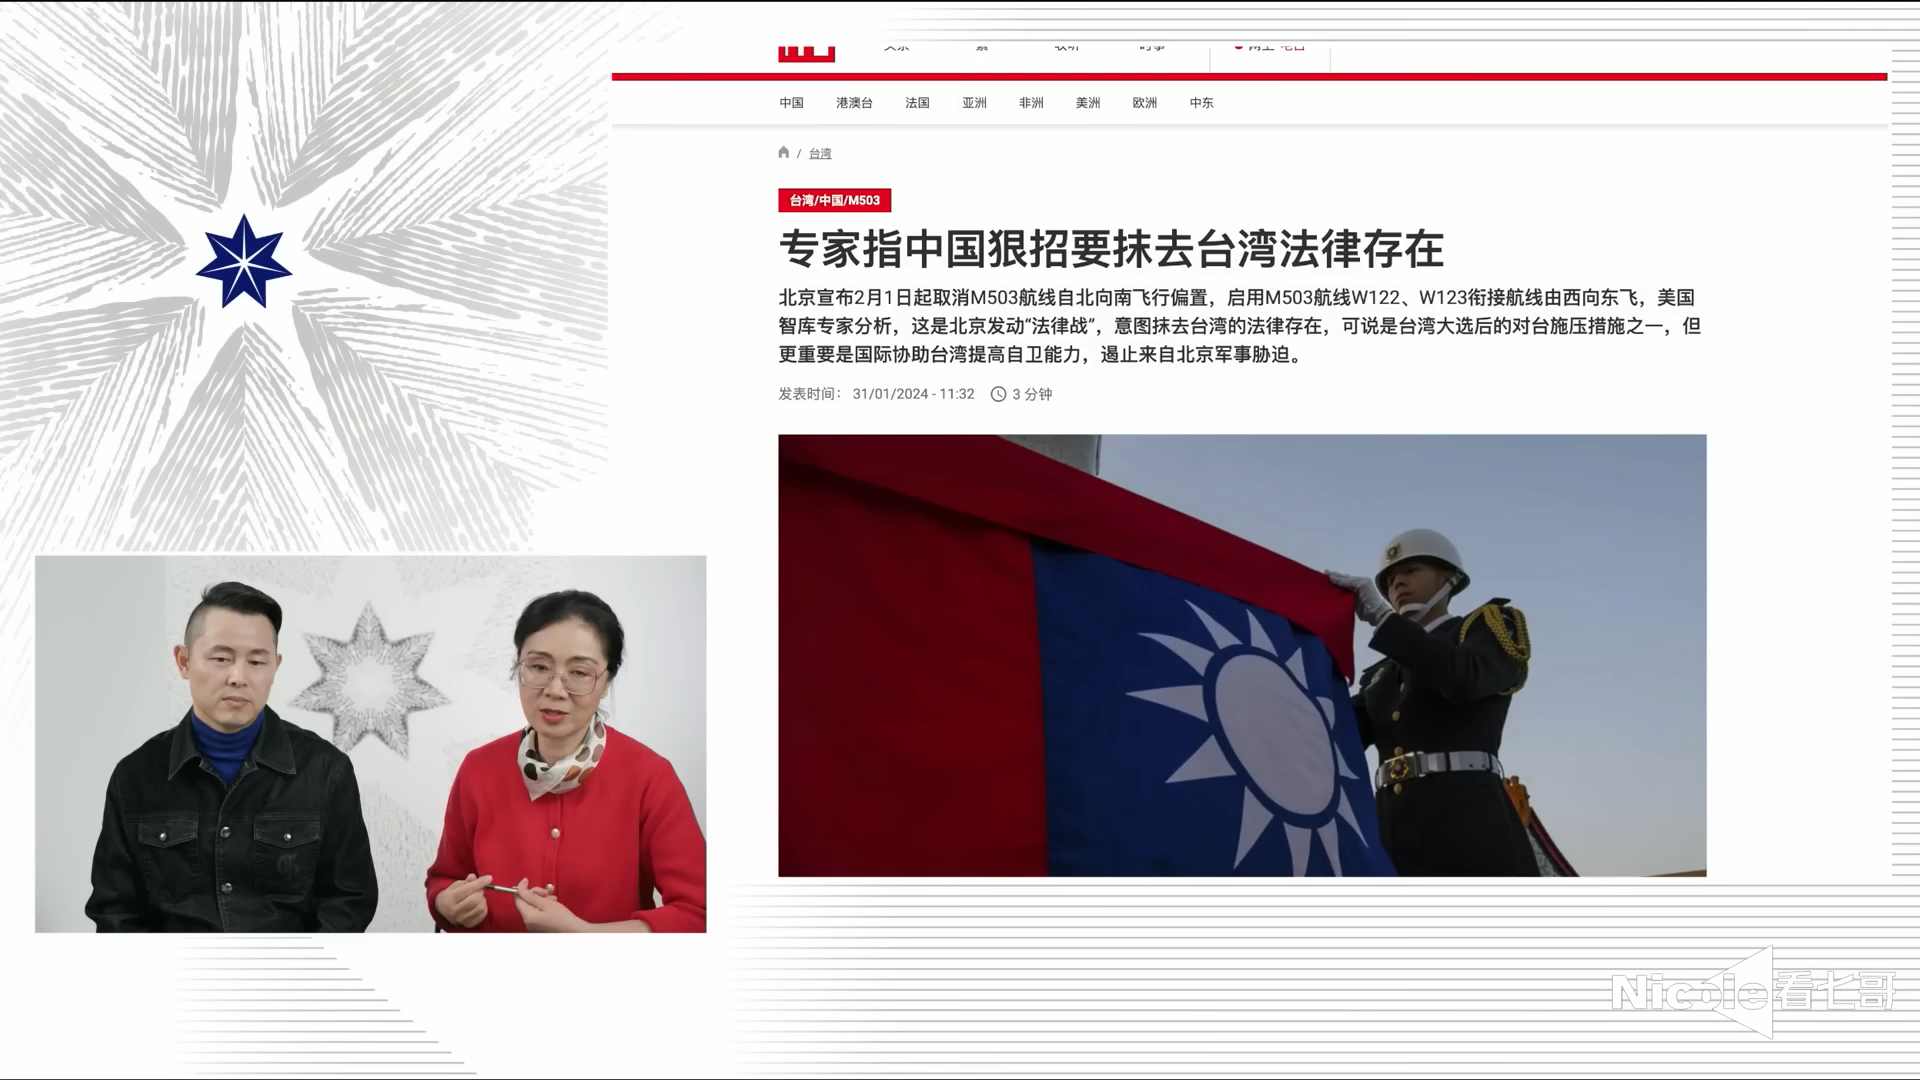 中国 港澳台 法国 亚洲 非洲 美洲 欧洲 中东
/ 台湾
台湾/中国/M503
专家指中国狠招要抹去台湾法律存在
北京宣布2月1日起取消M503航线自北向南飞行偏置，启用M503航线W122、W123衔接航线由西向东飞，美国
智库专家分析，这是北京发动“法律战”，意图抹去台湾的法律存在，可说是台湾大选后的对台施压措施之一，但
更重要是国际协助台湾提高自卫能力，遏止来自北京军事胁迫。
发表时间： 31/01/2024 - 11:32 3 分钟
Nicole看七哥